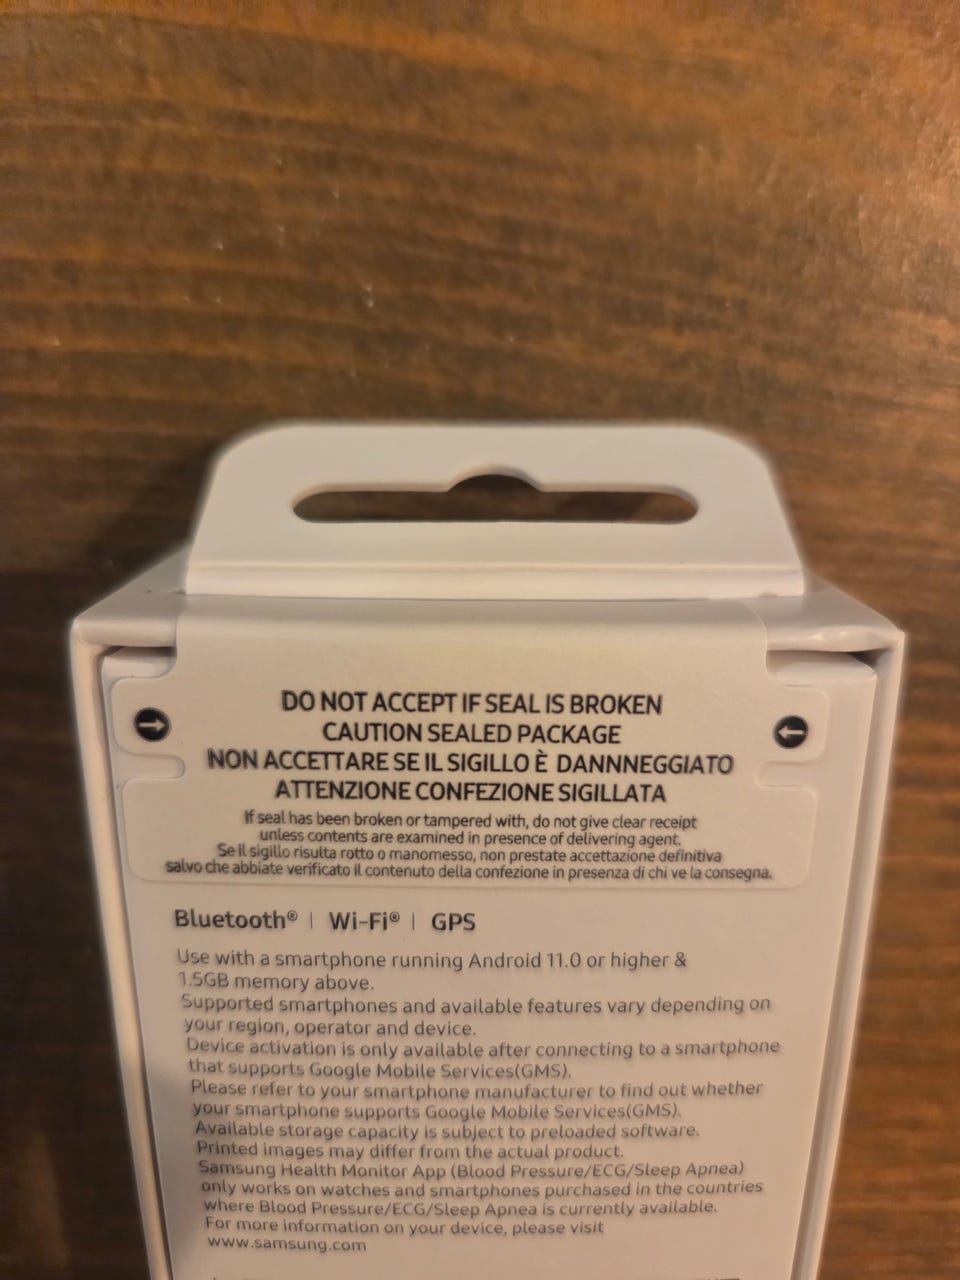 DO NOT ACCEPT IF SEAL IS BROKEN
CAUTION SEALED PACKAGE
NON ACCETTARE SE IL SIGILLO È DANNNEGGIATO
ATTENZIONE CONFEZIONE SIGILLATA
If seal has been broken or tampered with, do not give clear receipt
unless contents are examined in presence of delivering agent.
Se il sigillo risulta rotto o manomesso, non prestate accettazione definitiva
salvo che abbiate verificato il contenuto della confezione in presenza di chi ve la consegna.
Bluetooth® | Wi-Fi® | GPS
Use with a smartphone running Android 11.0 or higher &
1.5GB memory above.
Supported smartphones and available features vary depending on
your region, operator and device.
Device activation is only available after connecting to a smartphone
that supports Google Mobile Services(GMS).
Please refer to your smartphone manufacturer to find out whether
your smartphone supports Google Mobile Services(GMS).
Available storage capacity is subject to preloaded software.
Printed images may differ from the actual product.
Samsung Health Monitor App (Blood Pressure/ECG/Sleep Apnea)
only works on watches and smartphones purchased in the countries
where Blood Pressure/ECG/Sleep Apnea is currently available.
For more information on your device, please visit
www.samsung.com